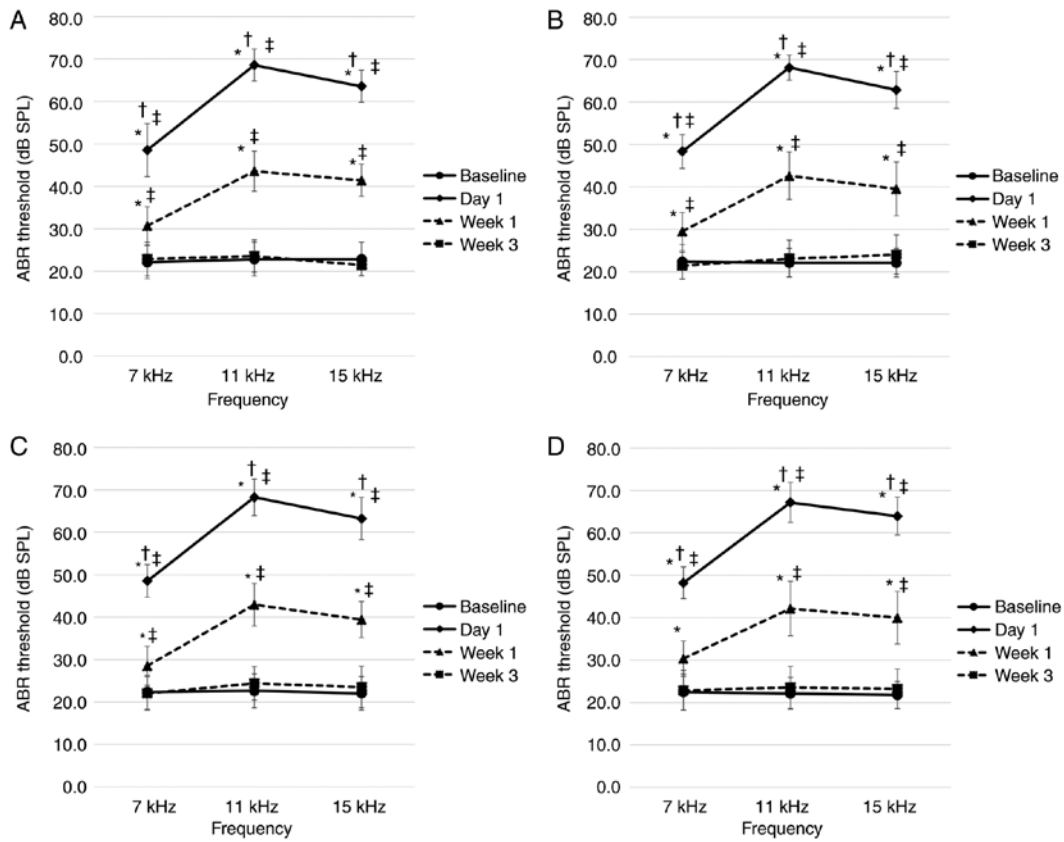 A
80.0
70.0
60.0
50.0
40.0
30.0
20.0
10.0
0.0
ABR threshold (dB SPL)
* † ‡
* † ‡
* † ‡
* ‡
* ‡
* ‡
7 kHz 11 kHz 15 kHz
Frequency
Baseline
Day 1
Week 1
Week 3
B
80.0
70.0
60.0
50.0
40.0
30.0
20.0
10.0
0.0
ABR threshold (dB SPL)
* † ‡
* † ‡
* † ‡
* ‡
* ‡
* ‡
7 kHz 11 kHz 15 kHz
Frequency
Baseline
Day 1
Week 1
Week 3
C
80.0
70.0
60.0
50.0
40.0
30.0
20.0
10.0
0.0
ABR threshold (dB SPL)
* † ‡
* † ‡
* † ‡
* ‡
* ‡
* ‡
7 kHz 11 kHz 15 kHz
Frequency
Baseline
Day 1
Week 1
Week 3
D
80.0
70.0
60.0
50.0
40.0
30.0
20.0
10.0
0.0
ABR threshold (dB SPL)
* † ‡
* † ‡
* † ‡
*
* ‡
* ‡
7 kHz 11 kHz 15 kHz
Frequency
Baseline
Day 1
Week 1
Week 3